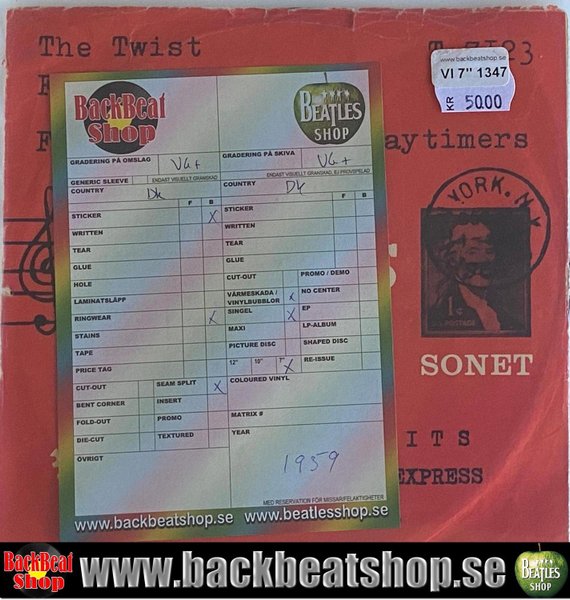 The Twist
www.backbeatshop.se
VI 7" 1347
KR 50.00
aytimers
BackBeat Shop
BEATLES SHOP
GRADERING PÅ OMSLAG VG+
GRADERING PÅ SKIVA VG+
GENERIC SLEEVE
ENDAST VISUELLT GRANSKAD
ENDAST VISUELLT GRANSKAD, EJ PROVSPELAD
COUNTRY DK
COUNTRY DK
F B
F B
STICKER X
STICKER
WRITTEN
WRITTEN
TEAR
TEAR
GLUE
GLUE
HOLE
CUT-OUT
PROMO / DEMO
LAMINATSLÄPP
VÄRMESKADA / VINYLBUBBLOR X
NO CENTER
RINGWEAR X
SINGEL X
EP
STAINS
MAXI
LP-ALBUM
TAPE
PICTURE DISC
SHAPED DISC
PRICE TAG
12" 10" 7" X
RE-ISSUE
CUT-OUT
SEAM SPLIT X
COLOURED VINYL
BENT CORNER
INSERT
FOLD-OUT
PROMO
MATRIX #
DIE-CUT
TEXTURED
YEAR
ÖVRIGT
1959
MED RESERVATION FÖR MISSAR/FELAKTIGHETER
www.backbeatshop.se www.beatlesshop.se
YORK, N.Y.
1¢
POSTAGE
SONET
ITS
EXPRESS
BackBeat Shop
www.backbeatshop.se
BEATLES SHOP